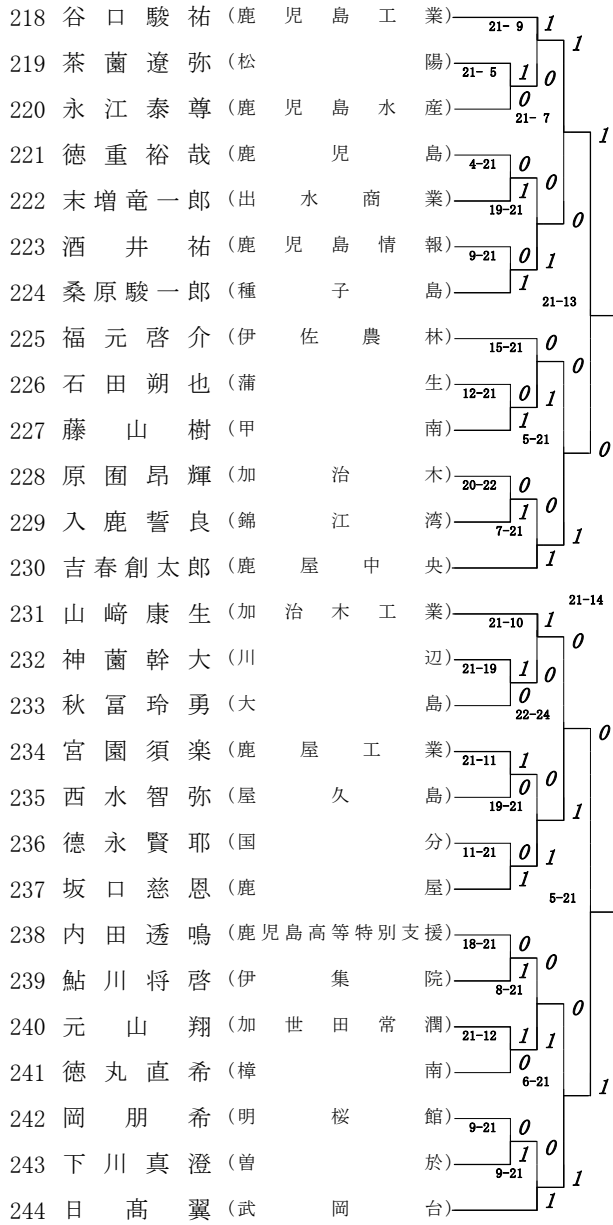 218 谷口駿祐 (鹿児島工業) 21- 9 1 1
219 茶薗遼弥 (松陽) 21- 5 1 0
220 永江泰尊 (鹿児島水産) 0 21- 7 1
221 徳重裕哉 (鹿児島) 4-21 0 0
222 末増竜一郎 (出水商業) 1 19-21 0
223 酒井祐 (鹿児島情報) 9-21 0 1
224 桑原駿一郎 (種子島) 1 21-13
225 福元啓介 (伊佐農林) 15-21 0 0
226 石田朔也 (蒲生) 12-21 0 1
227 藤山樹 (甲南) 1 5-21 0
228 原囿昂輝 (加治木) 20-22 0 0
229 入鹿誓良 (錦江湾) 1 7-21 1
230 吉春創太郎 (鹿屋中央) 1
21-14
231 山﨑康生 (加治木工業) 21-10 1 0
232 神薗幹大 (川辺) 21-19 1 0
233 秋冨玲勇 (大島) 0 22-24 0
234 宮園須楽 (鹿屋工業) 21-11 1 0
235 西水智弥 (屋久島) 0 19-21 1
236 德永賢耶 (国分) 11-21 0 1
237 坂口慈恩 (鹿屋) 1 5-21
238 内田透鳴 (鹿児島高等特別支援) 18-21 0 0
239 鮎川将啓 (伊集院) 1 8-21 0
240 元山翔 (加世田常潤) 21-12 1 1
241 徳丸直希 (樟南) 0 6-21 1
242 岡朋希 (明桜館) 9-21 0 0
243 下川真澄 (曽於) 1 9-21 1
244 日髙翼 (武岡台) 1